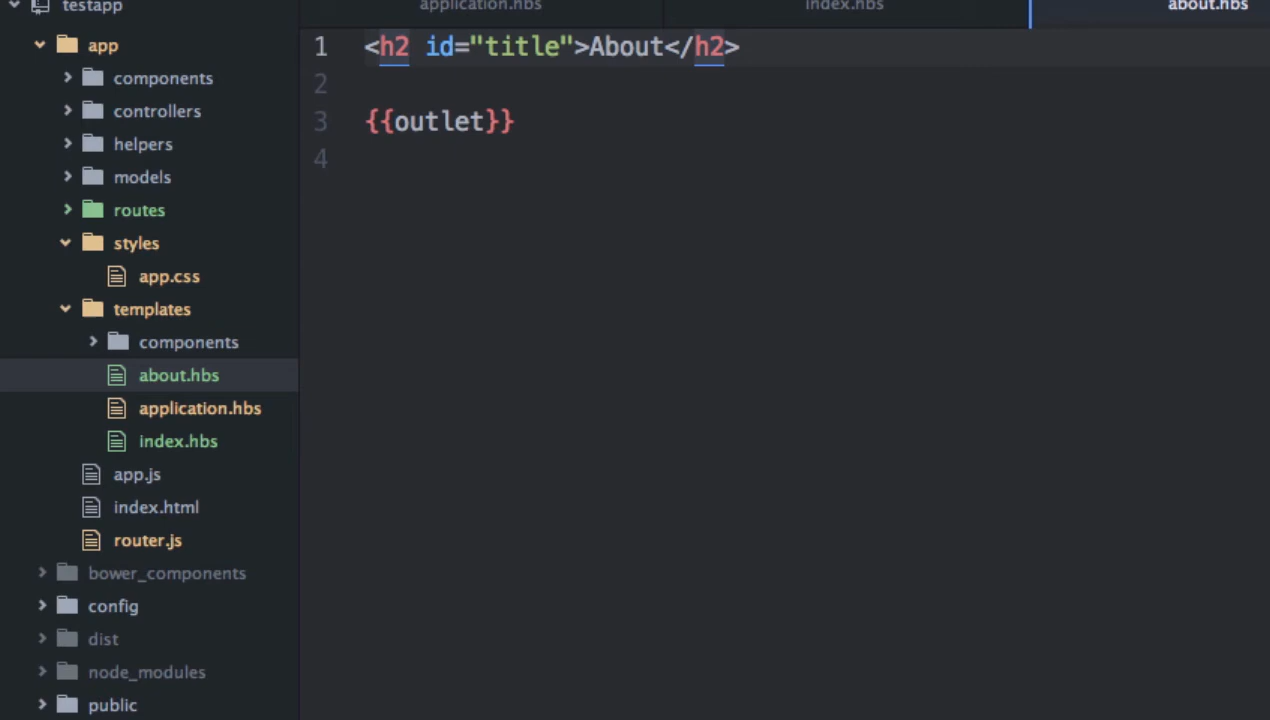 testapp
app
components
controllers
helpers
models
routes
styles
app.css
templates
components
about.hbs
application.hbs
index.hbs
app.js
index.html
router.js
bower_components
config
dist
node_modules
public
application.hbs index.hbs about.hbs
1 <h2 id="title">About</h2>
2
3 {{outlet}}
4